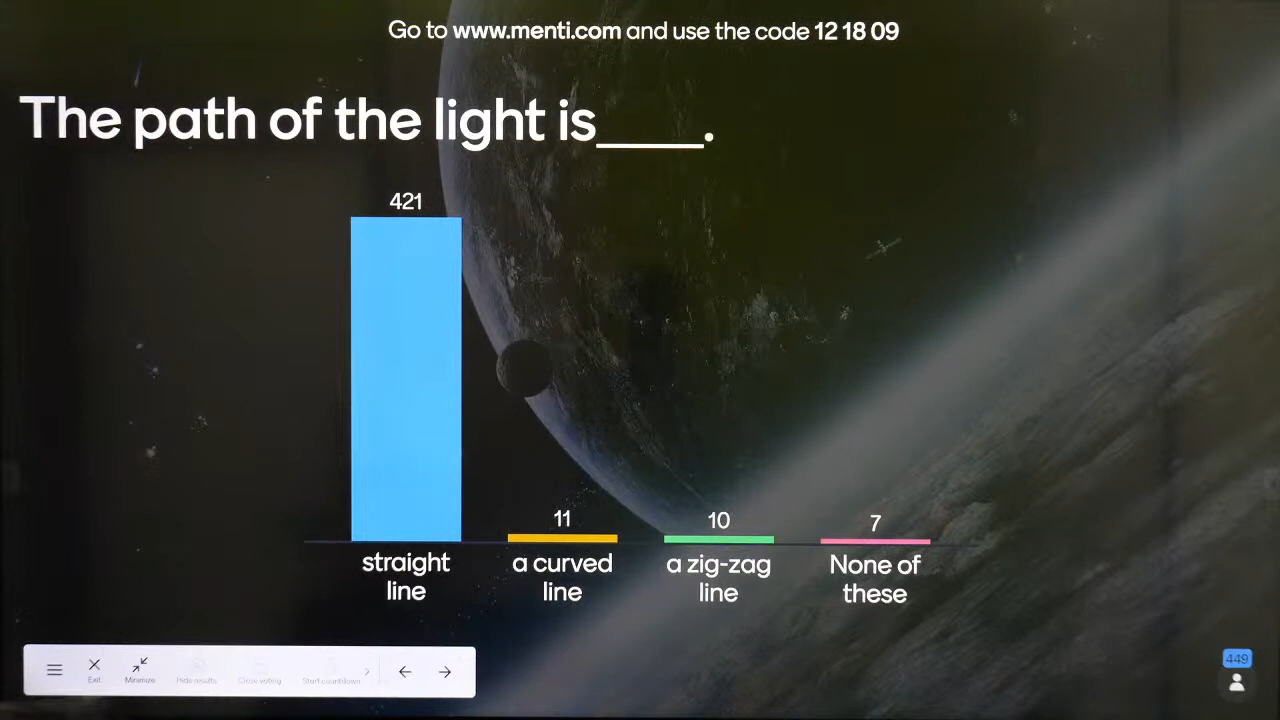 Go to www.menti.com and use the code 12 18 09
The path of the light is____.
421
11
10
7
straight
line
a curved
line
a zig-zag
line
None of
these
Exit
Minimize
Hide results
Close voting
Start countdown
449